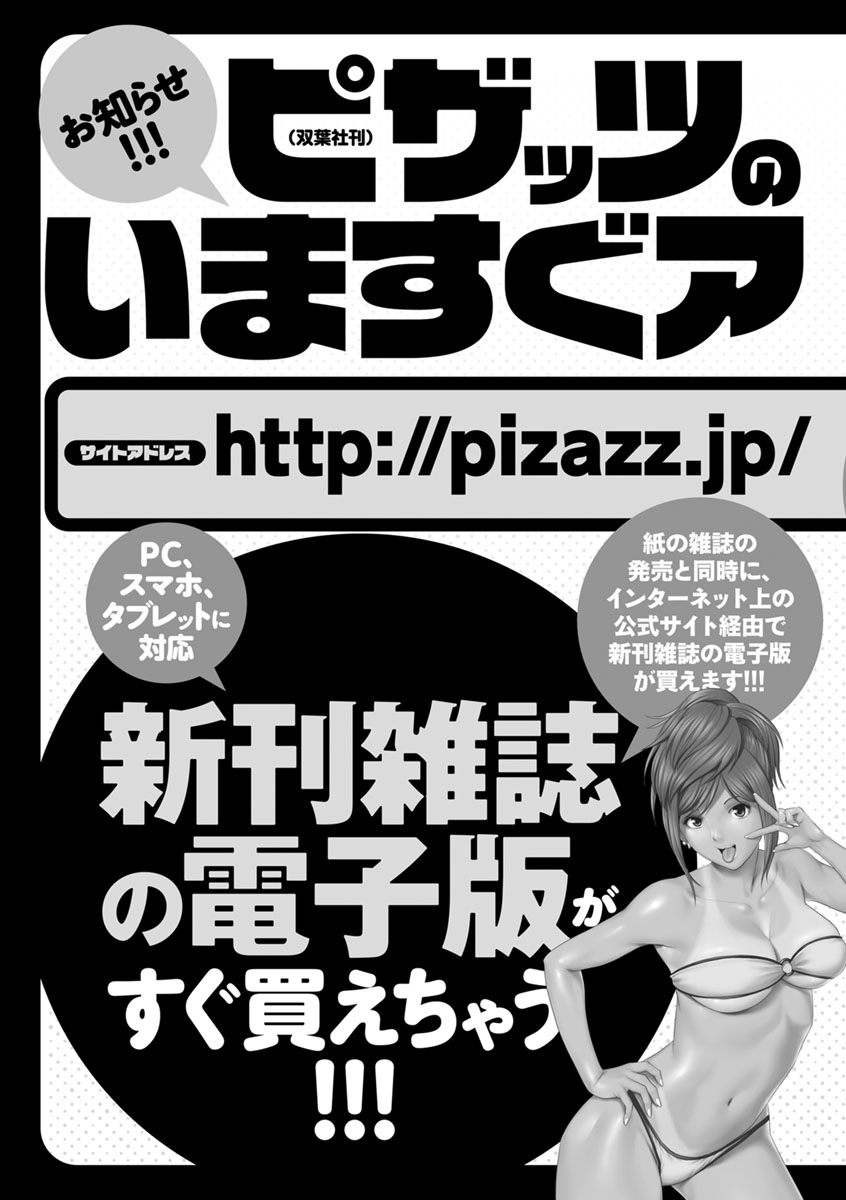 お知らせ
!!!
ピザッツの
(双葉社刊)
いますぐア
サイトアドレス
http://pizazz.jp/
PC、
スマホ、
タブレットに
対応
紙の雑誌の
発売と同時に、
インターネット上の
公式サイト経由で
新刊雑誌の電子版
が買えます!!!
新刊雑誌
の電子版が
すぐ買えちゃう
!!!